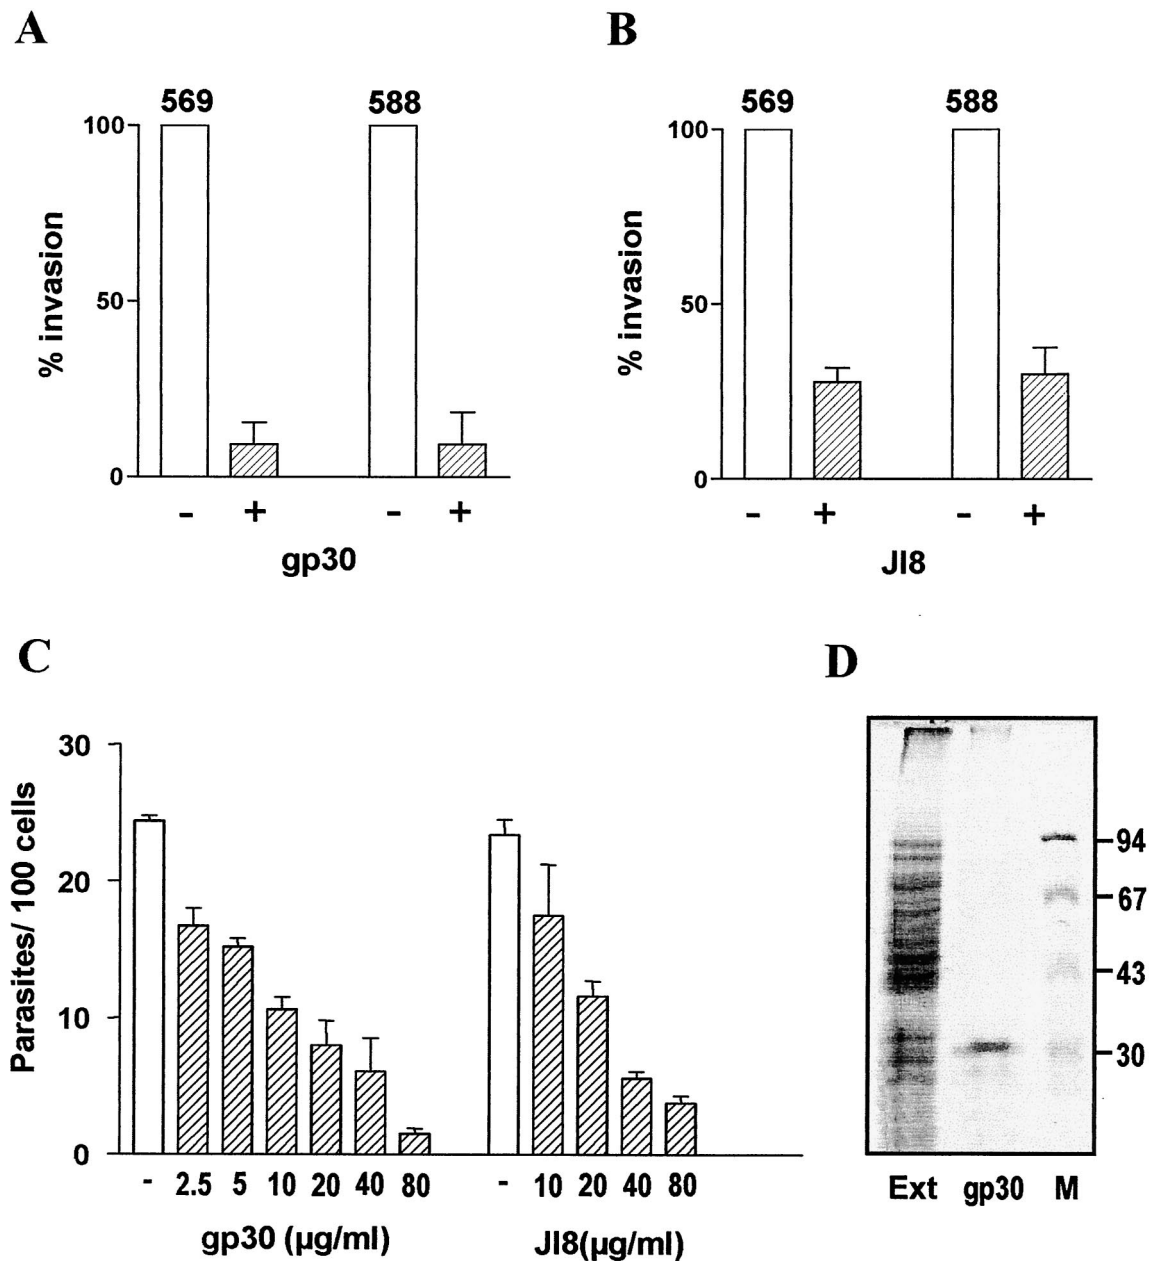 A
569 588
100
50
0
% invasion
- + - +
gp30
B
569 588
100
50
0
% invasion
- + - +
JI8
C
30
20
10
0
Parasites/ 100 cells
- 2.5 5 10 20 40 80
gp30 (µg/ml)
- 10 20 40 80
JI8(µg/ml)
D
94
67
43
30
Ext gp30 M